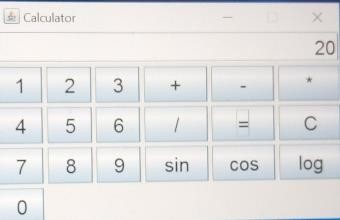 Calculator
20
1 2 3 + - *
4 5 6 / = C
7 8 9 sin cos log
0